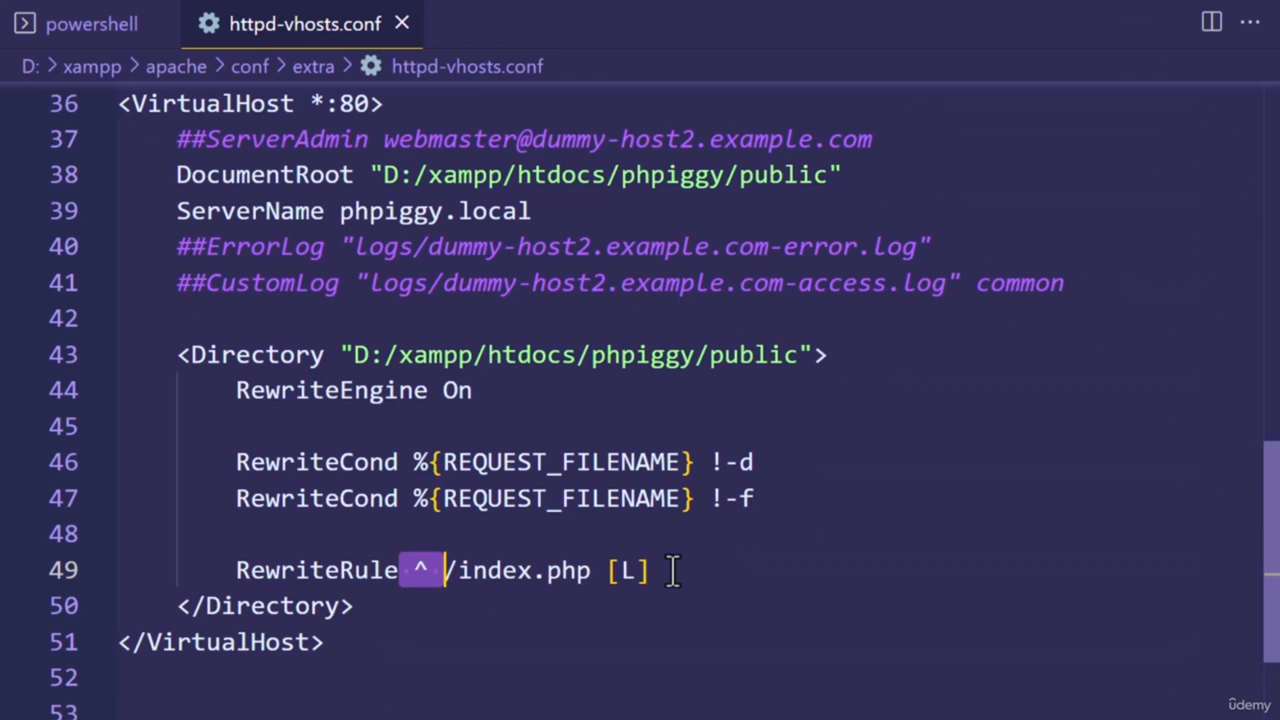 powershell
httpd-vhosts.conf
D: > xampp > apache > conf > extra > httpd-vhosts.conf
36 <VirtualHost *:80>
37 ##ServerAdmin webmaster@dummy-host2.example.com
38 DocumentRoot "D:/xampp/htdocs/phpiggy/public"
39 ServerName phpiggy.local
40 ##ErrorLog "logs/dummy-host2.example.com-error.log"
41 ##CustomLog "logs/dummy-host2.example.com-access.log" common
42
43 <Directory "D:/xampp/htdocs/phpiggy/public">
44 RewriteEngine On
45
46 RewriteCond %{REQUEST_FILENAME} !-d
47 RewriteCond %{REQUEST_FILENAME} !-f
48
49 RewriteRule ^ /index.php [L]
50 </Directory>
51 </VirtualHost>
52
53
ûdemy